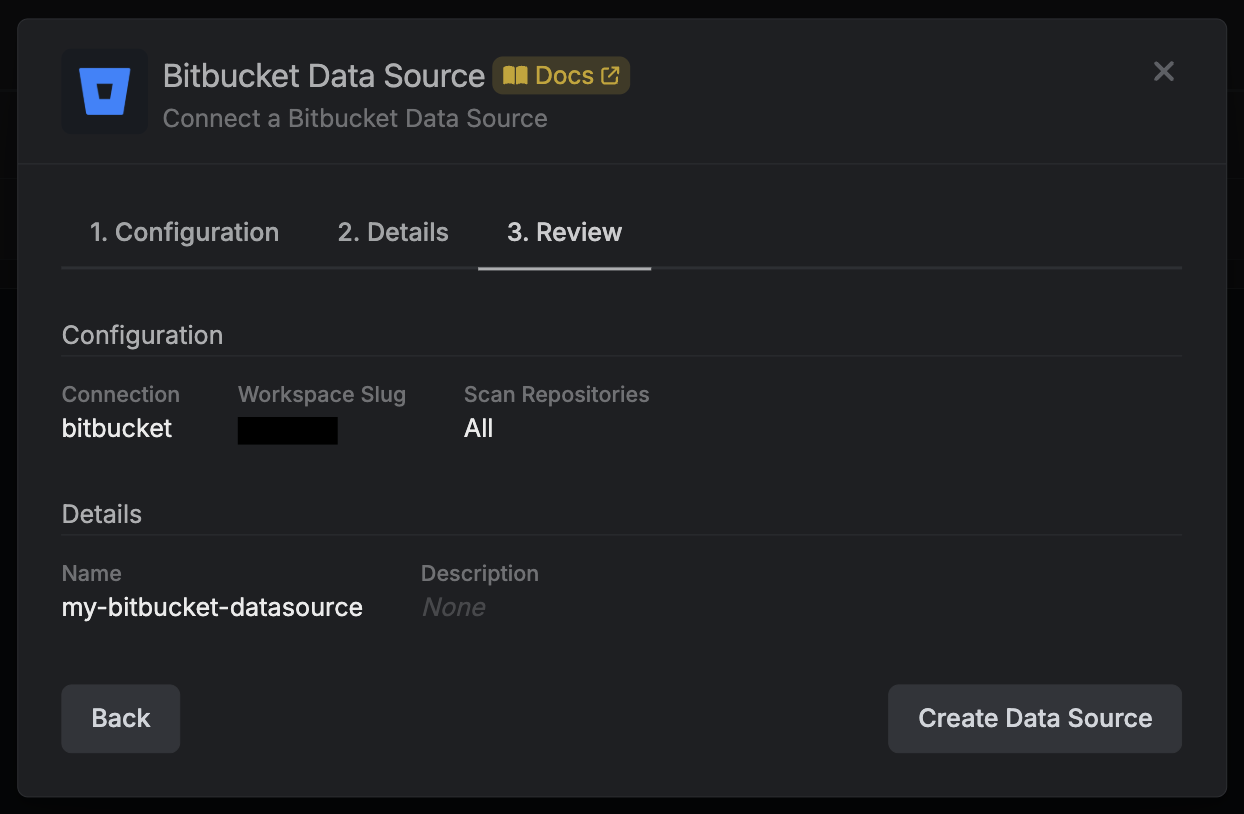 Bitbucket Data Source Docs
Connect a Bitbucket Data Source
1. Configuration 2. Details 3. Review
Configuration
Connection Workspace Slug Scan Repositories
bitbucket All
Details
Name Description
my-bitbucket-datasource None
Back Create Data Source